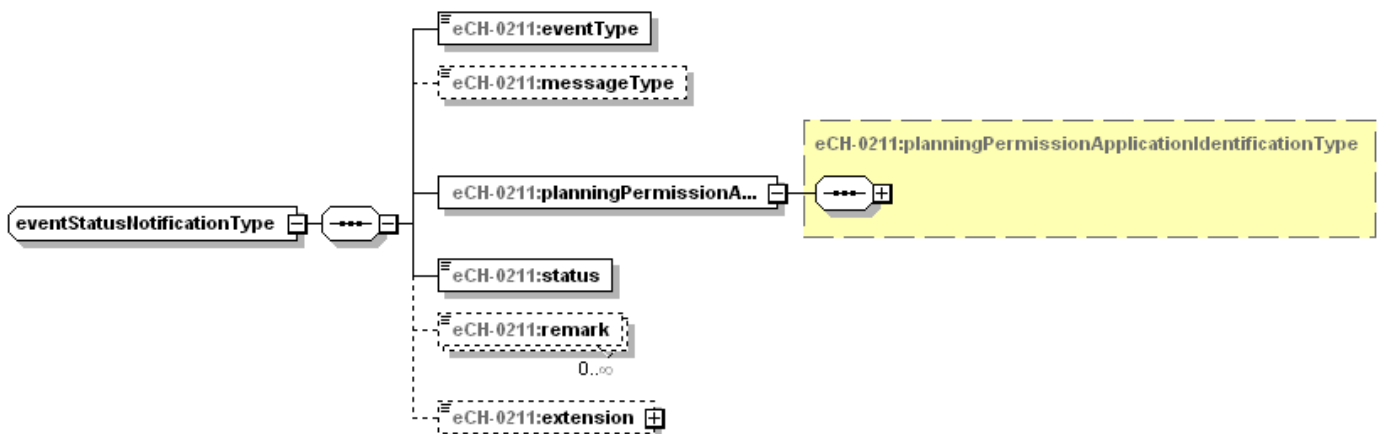 eCH-0211:eventType
eCH-0211:messageType
eCH-0211:planningPermissionApplicationIdentificationType
eCH-0211:planningPermissionA...
eventStatusNotificationType
eCH-0211:status
eCH-0211:remark
0..∞
eCH-0211:extension